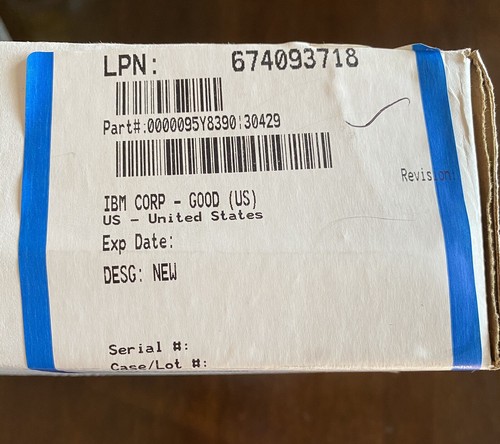 LPN: 674093718
Part#:0000095Y8390¦30429
Revision:
IBM CORP - GOOD (US)
US - United States
Exp Date:
DESG: NEW
Serial #:
Case/Lot #: